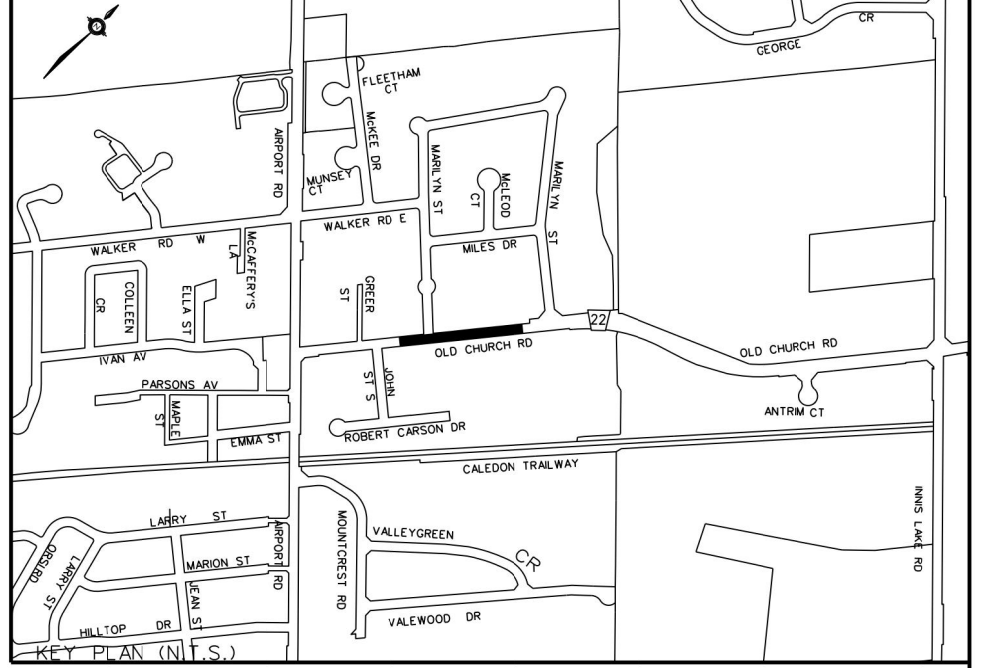 N
CR
GEORGE
FLEETHAM
CT
McKEE DR
AIRPORT RD
MUNSEY
CT
MARILYN ST
McLEOD
CT
MARILYN ST
WALKER RD E
WALKER RD W
McCAFFERY'S
LA
MILES DR
COLLEEN
CR
ELLA ST
GREER
ST
22
OLD CHURCH RD
OLD CHURCH RD
IVAN AV
PARSONS AV
JOHN
ST S
MAPLE
ST
ANTRIM CT
EMMA ST
ROBERT CARSON DR
CALEDON TRAILWAY
INNIS LAKE RD
LARRY ST
AIRPORT RD
MOUNTCREST RD
VALLEYGREEN
CR
MARION ST
ORSI RD
LARRY ST
JEAN ST
VALEWOOD DR
HILLTOP DR
KEY PLAN (N.T.S.)